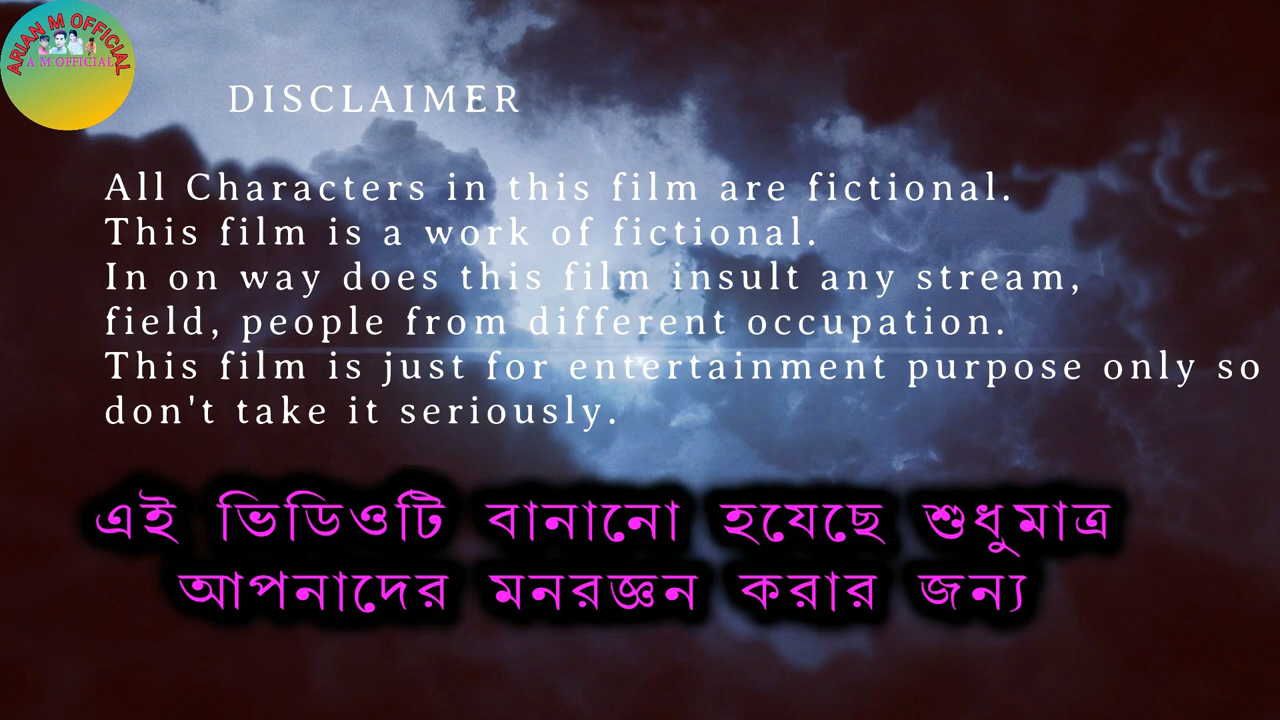 ARIAN M OFFICIAL
A M OFFICIAL
DISCLAIMER
All Characters in this film are fictional.
This film is a work of fictional.
In on way does this film insult any stream,
field, people from different occupation.
This film is just for entertainment purpose only so
don't take it seriously.
এই ভিডিওটি বানানো হযেছে শুধুমাত্র
আপনাদের মনরজ্ঞন করার জন্য